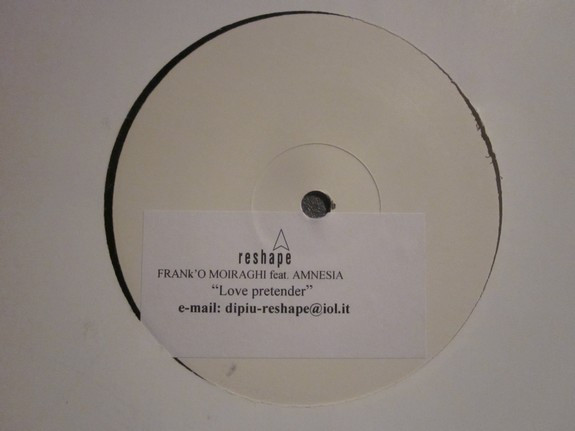 reshape
FRANk'O MOIRAGHI feat. AMNESIA
“Love pretender”
e-mail: dipiu-reshape@iol.it